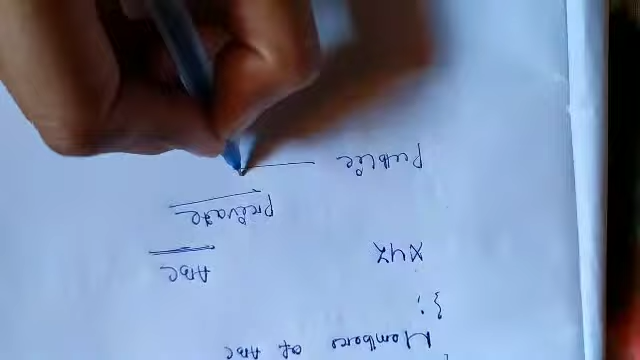 Members of ABC
};
XYZ ABC
Private
Public